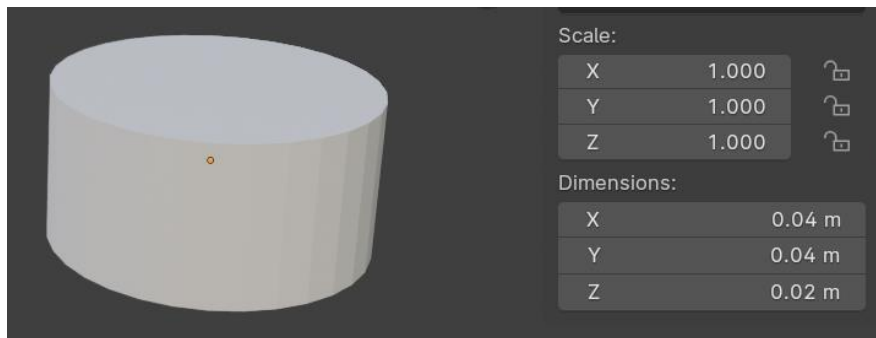 Scale:
X 1.000
Y 1.000
Z 1.000
Dimensions:
X 0.04 m
Y 0.04 m
Z 0.02 m